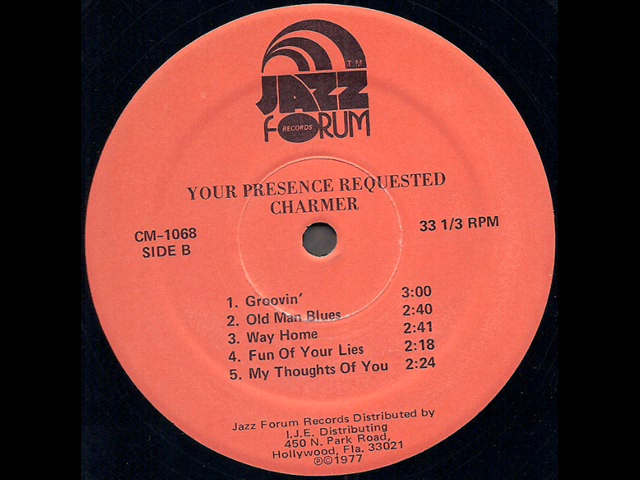 T.M.
JAZZ
FORUM
RECORDS
YOUR PRESENCE REQUESTED
CHARMER
CM-1068
SIDE B
33 1/3 RPM
1. Groovin' 3:00
2. Old Man Blues 2:40
3. Way Home 2:41
4. Fun Of Your Lies 2:18
5. My Thoughts Of You 2:24
Jazz Forum Records Distributed by
I.J.E. Distributing
450 N. Park Road,
Hollywood, Fla. 33021
℗©1977